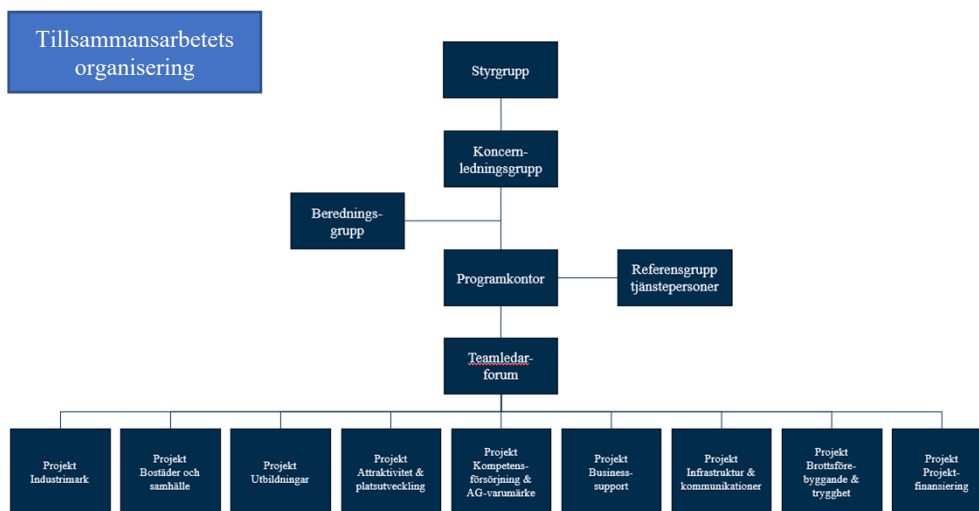 Tillsammansarbetets
organisering
Styrgrupp
Koncern-
ledningsgrupp
Berednings-
grupp
Programkontor
Referensgrupp
tjänstepersoner
Teamledar-
forum
Projekt
Industrimark
Projekt
Bostäder och
samhälle
Projekt
Utbildningar
Projekt
Attraktivitet &
platsutveckling
Projekt
Kompetens-
försörjning &
AG-varumärke
Projekt
Business-
support
Projekt
Infrastruktur &
kommunikationer
Projekt
Brottsföre-
byggande &
trygghet
Projekt
Projekt-
finansiering